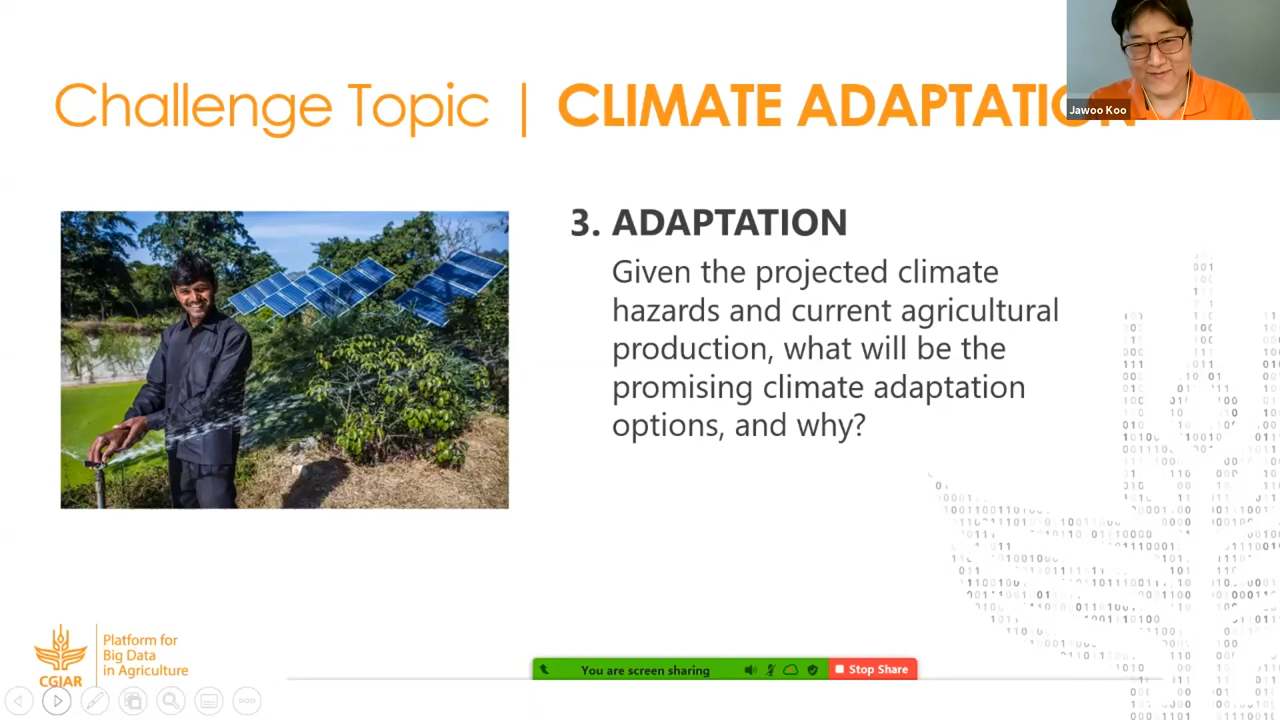 Challenge Topic | CLIMATE ADAPTATION
Jawoo Koo
3. ADAPTATION
Given the projected climate
hazards and current agricultural
production, what will be the
promising climate adaptation
options, and why?
CGIAR
Platform for
Big Data
in Agriculture
You are screen sharing
Stop Share